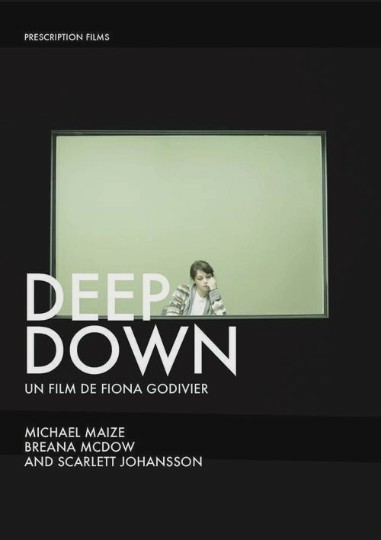 PRESCRIPTION FILMS
DEEP
DOWN
UN FILM DE FIONA GODIVIER
MICHAEL MAIZE
BREANA MCDOW
AND SCARLETT JOHANSSON